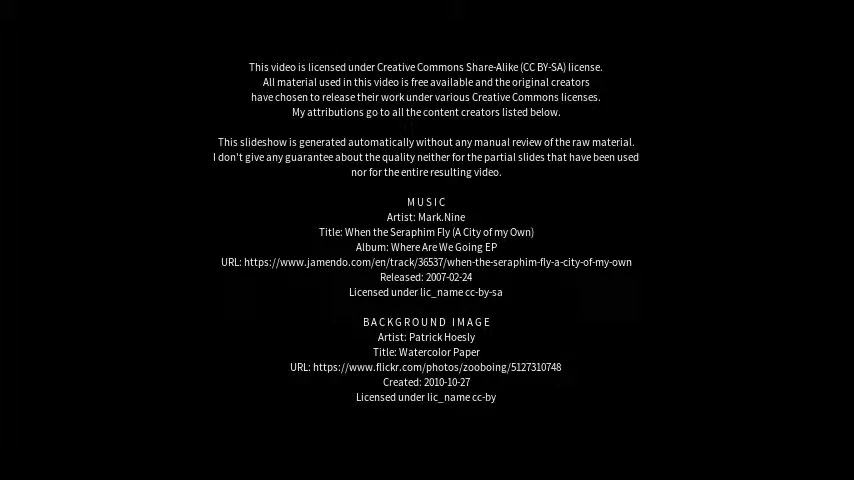 This video is licensed under Creative Commons Share-Alike (CC BY-SA) license.
All material used in this video is free available and the original creators
have chosen to release their work under various Creative Commons licenses.
My attributions go to all the content creators listed below.
This slideshow is generated automatically without any manual review of the raw material.
I don't give any guarantee about the quality neither for the partial slides that have been used
nor for the entire resulting video.
MUSIC
Artist: Mark.Nine
Title: When the Seraphim Fly (A City of my Own)
Album: Where Are We Going EP
URL: https://www.jamendo.com/en/track/36537/when-the-seraphim-fly-a-city-of-my-own
Released: 2007-02-24
Licensed under lic_name cc-by-sa
BACKGROUND IMAGE
Artist: Patrick Hoesly
Title: Watercolor Paper
URL: https://www.flickr.com/photos/zooboing/5127310748
Created: 2010-10-27
Licensed under lic_name cc-by